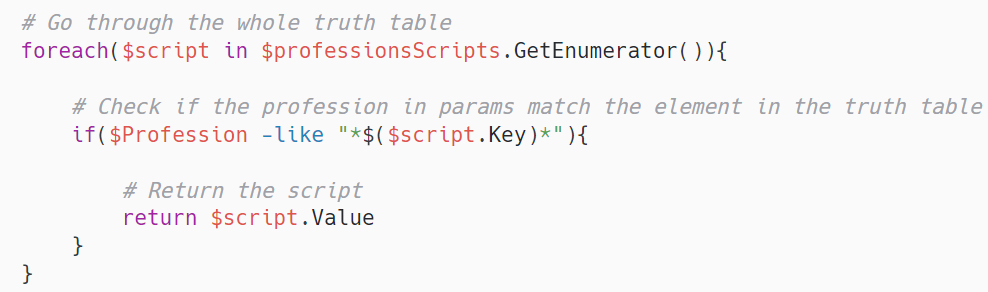 # Go through the whole truth table
foreach($script in $professionsScripts.GetEnumerator()){
# Check if the profession in params match the element in the truth table
if($Profession -like "*$($script.Key)*"){
# Return the script
return $script.Value
}
}